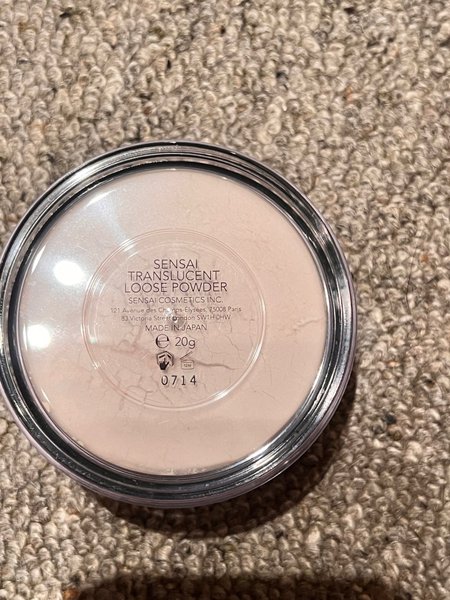 SENSAI
TRANSLUCENT
LOOSE POWDER
SENSAI COSMETICS INC.
121 Avenue des Champs-Élysées, 75008 Paris
83 Victoria Street London SW1H 0HW
MADE IN JAPAN
e 20g
0714